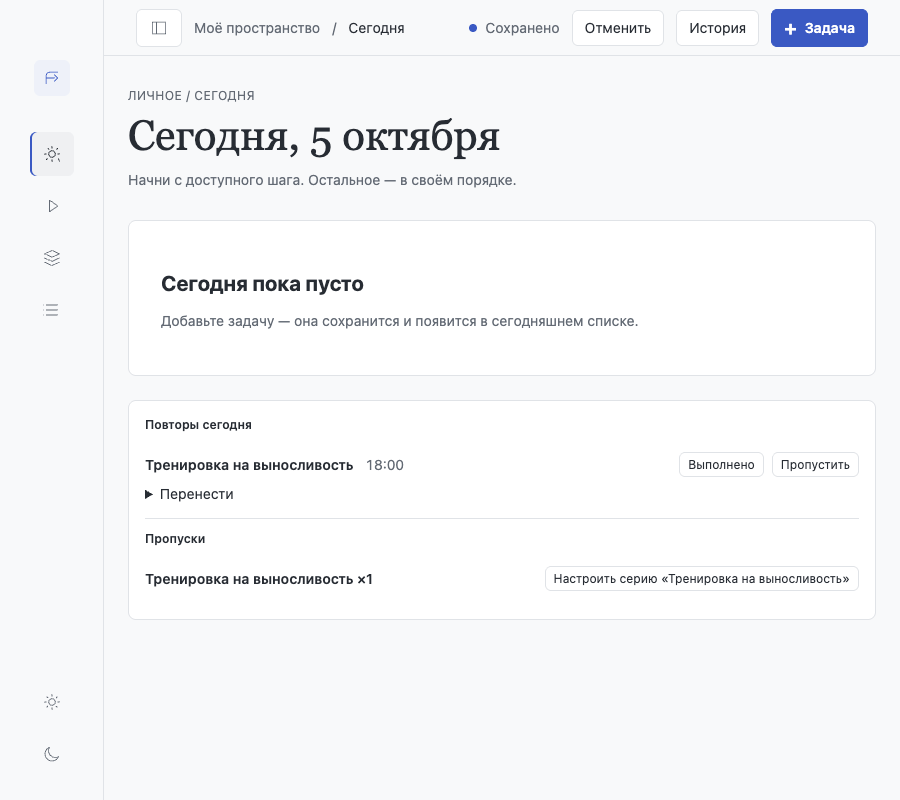 Моё пространство / Сегодня
Сохранено
Отменить
История
+ Задача
ЛИЧНОЕ / СЕГОДНЯ
Сегодня, 5 октября
Начни с доступного шага. Остальное — в своём порядке.
Сегодня пока пусто
Добавьте задачу — она сохранится и появится в сегодняшнем списке.
Повторы сегодня
Тренировка на выносливость 18:00
Выполнено
Пропустить
Перенести
Пропуски
Тренировка на выносливость ×1
Настроить серию «Тренировка на выносливость»